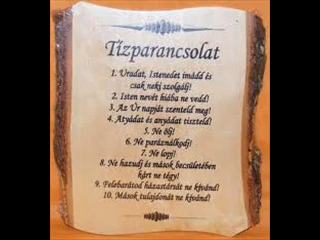 Tízparancsolat
1. Uradat, Istenedet imádd és
csak neki szolgálj!
2. Isten nevét hiába ne vedd!
3. Az Úr napját szenteld meg!
4. Atyádat és anyádat tiszteld!
5. Ne ölj!
6. Ne paráználkodj!
7. Ne lopj!
8. Ne hazudj és mások becsületében
kárt ne tégy!
9. Felebarátod házastársát ne kívánd!
10. Mások tulajdonát ne kívánd!